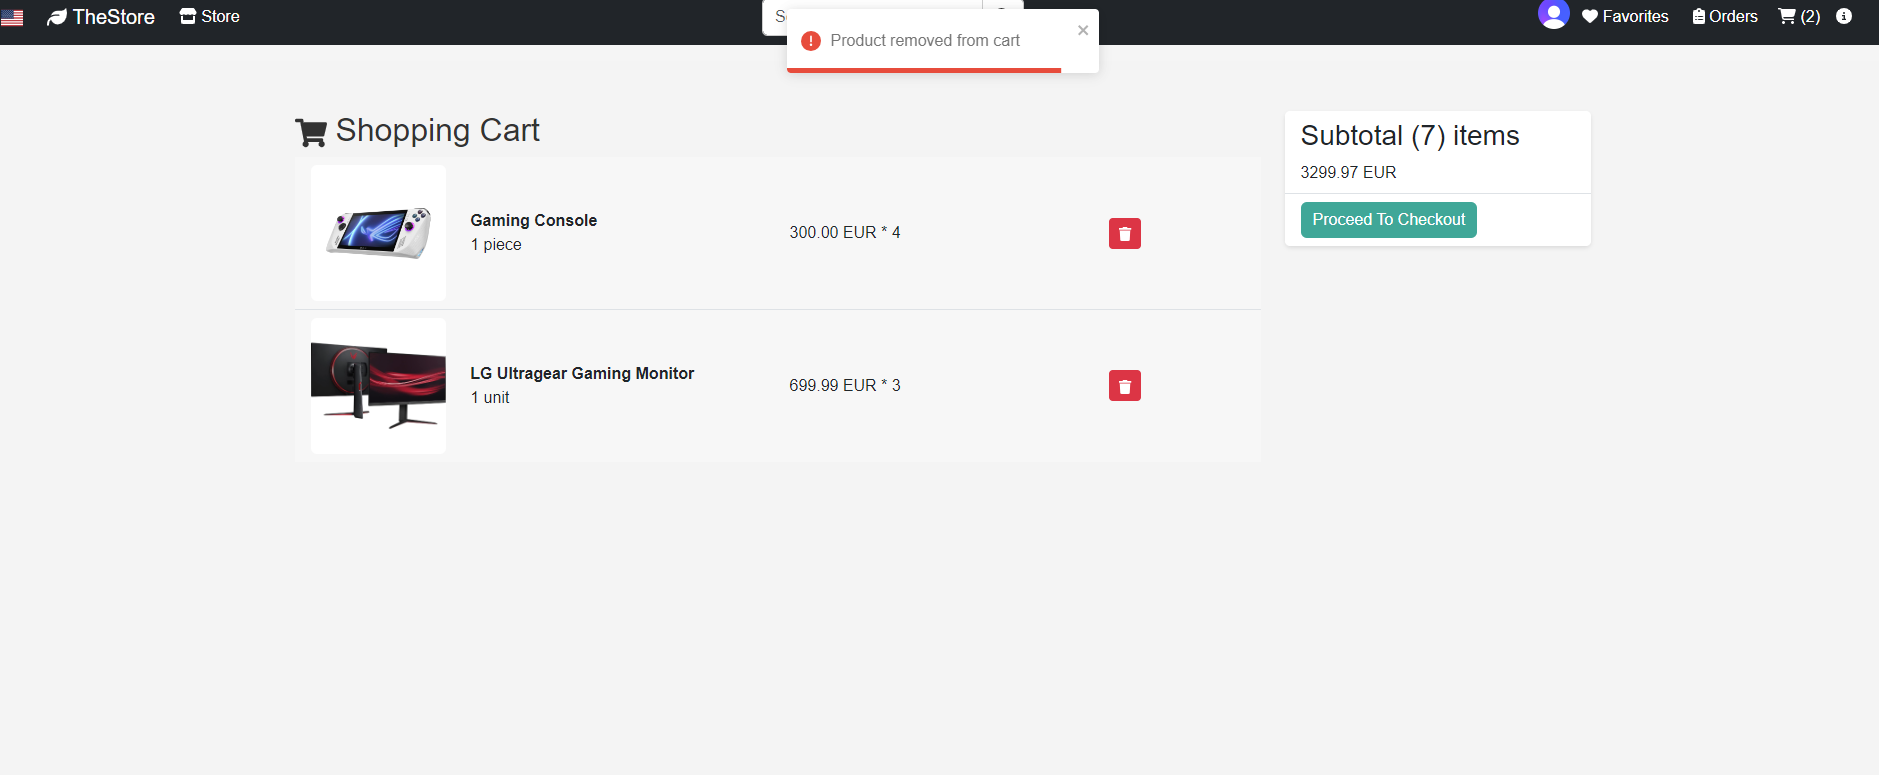 TheStore
Store
Favorites
Orders
(2)
Product removed from cart
Shopping Cart
Gaming Console
1 piece
300.00 EUR * 4
LG Ultragear Gaming Monitor
1 unit
699.99 EUR * 3
Subtotal (7) items
3299.97 EUR
Proceed To Checkout